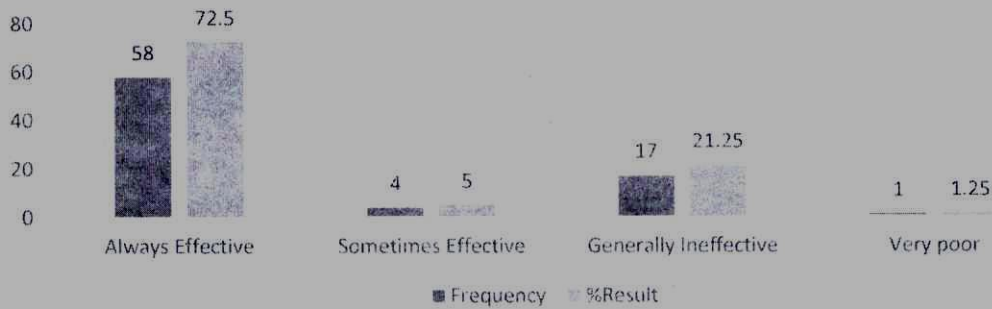 80
72.5
58
60
40
17
21.25
20
4
5
1
1.25
0
Always Effective
Sometimes Effective
Generally Ineffective
Very poor
Frequency
%Result